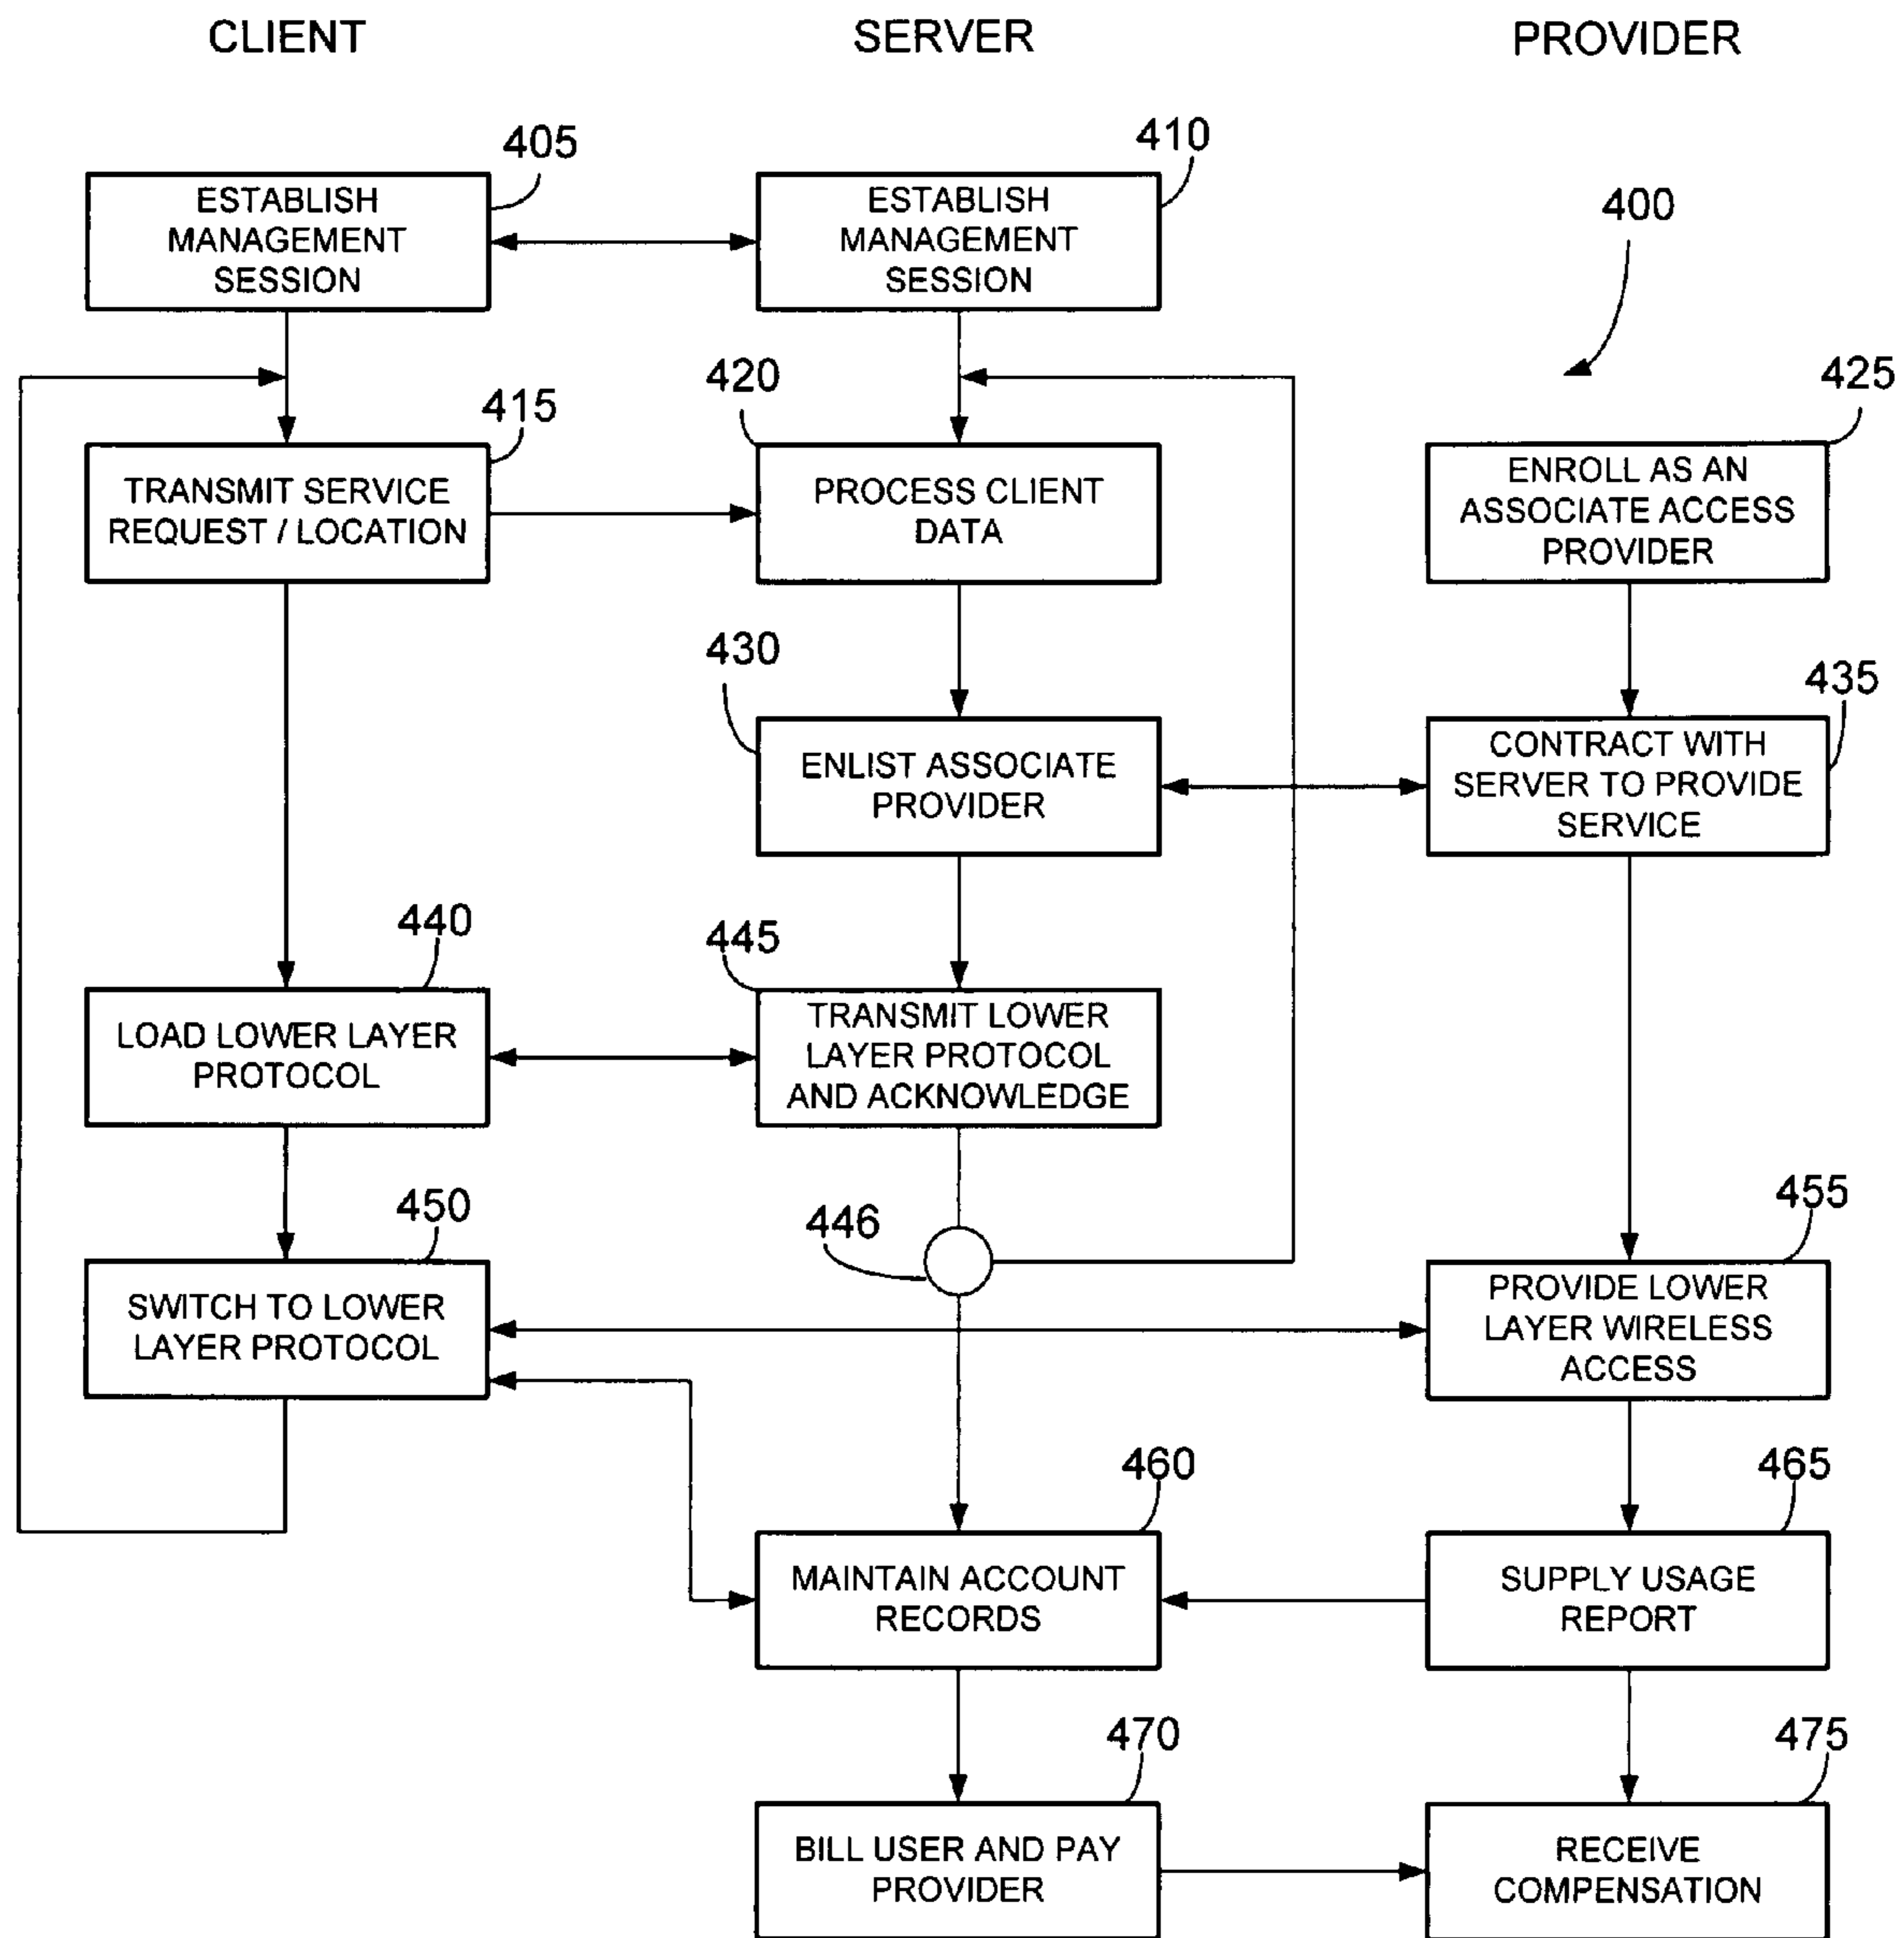 CLIENT
SERVER
PROVIDER
405
410
400
ESTABLISH
MANAGEMENT
SESSION
ESTABLISH
MANAGEMENT
SESSION
415
420
425
TRANSMIT SERVICE
REQUEST / LOCATION
PROCESS CLIENT
DATA
ENROLL AS AN
ASSOCIATE ACCESS
PROVIDER
430
435
ENLIST ASSOCIATE
PROVIDER
CONTRACT WITH
SERVER TO PROVIDE
SERVICE
440
445
LOAD LOWER LAYER
PROTOCOL
TRANSMIT LOWER
LAYER PROTOCOL
AND ACKNOWLEDGE
450
446
455
SWITCH TO LOWER
LAYER PROTOCOL
PROVIDE LOWER
LAYER WIRELESS
ACCESS
460
465
MAINTAIN ACCOUNT
RECORDS
SUPPLY USAGE
REPORT
470
475
BILL USER AND PAY
PROVIDER
RECEIVE
COMPENSATION